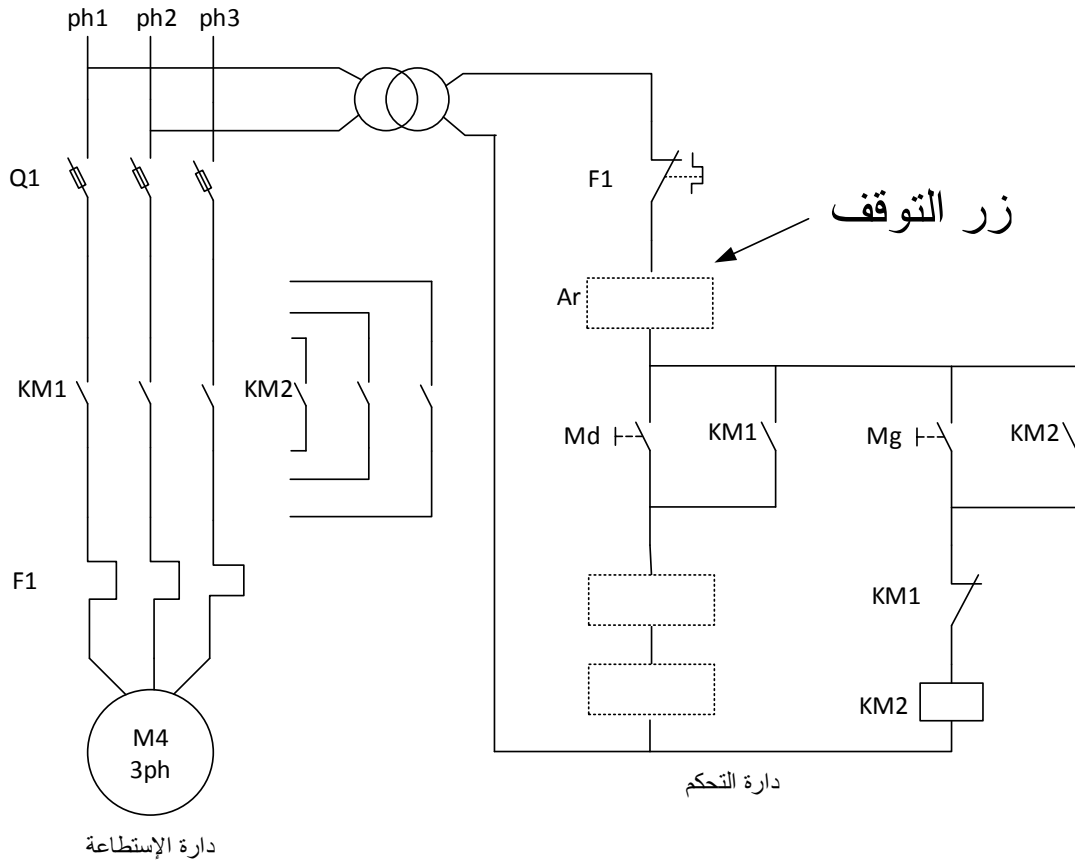 ph1 ph2 ph3
Q1
F1
زر التوقف
Ar
KM1
KM2
Md
KM1
Mg
KM2
F1
KM1
KM2
M4
3ph
دارة التحكم
دارة الإستطاعة